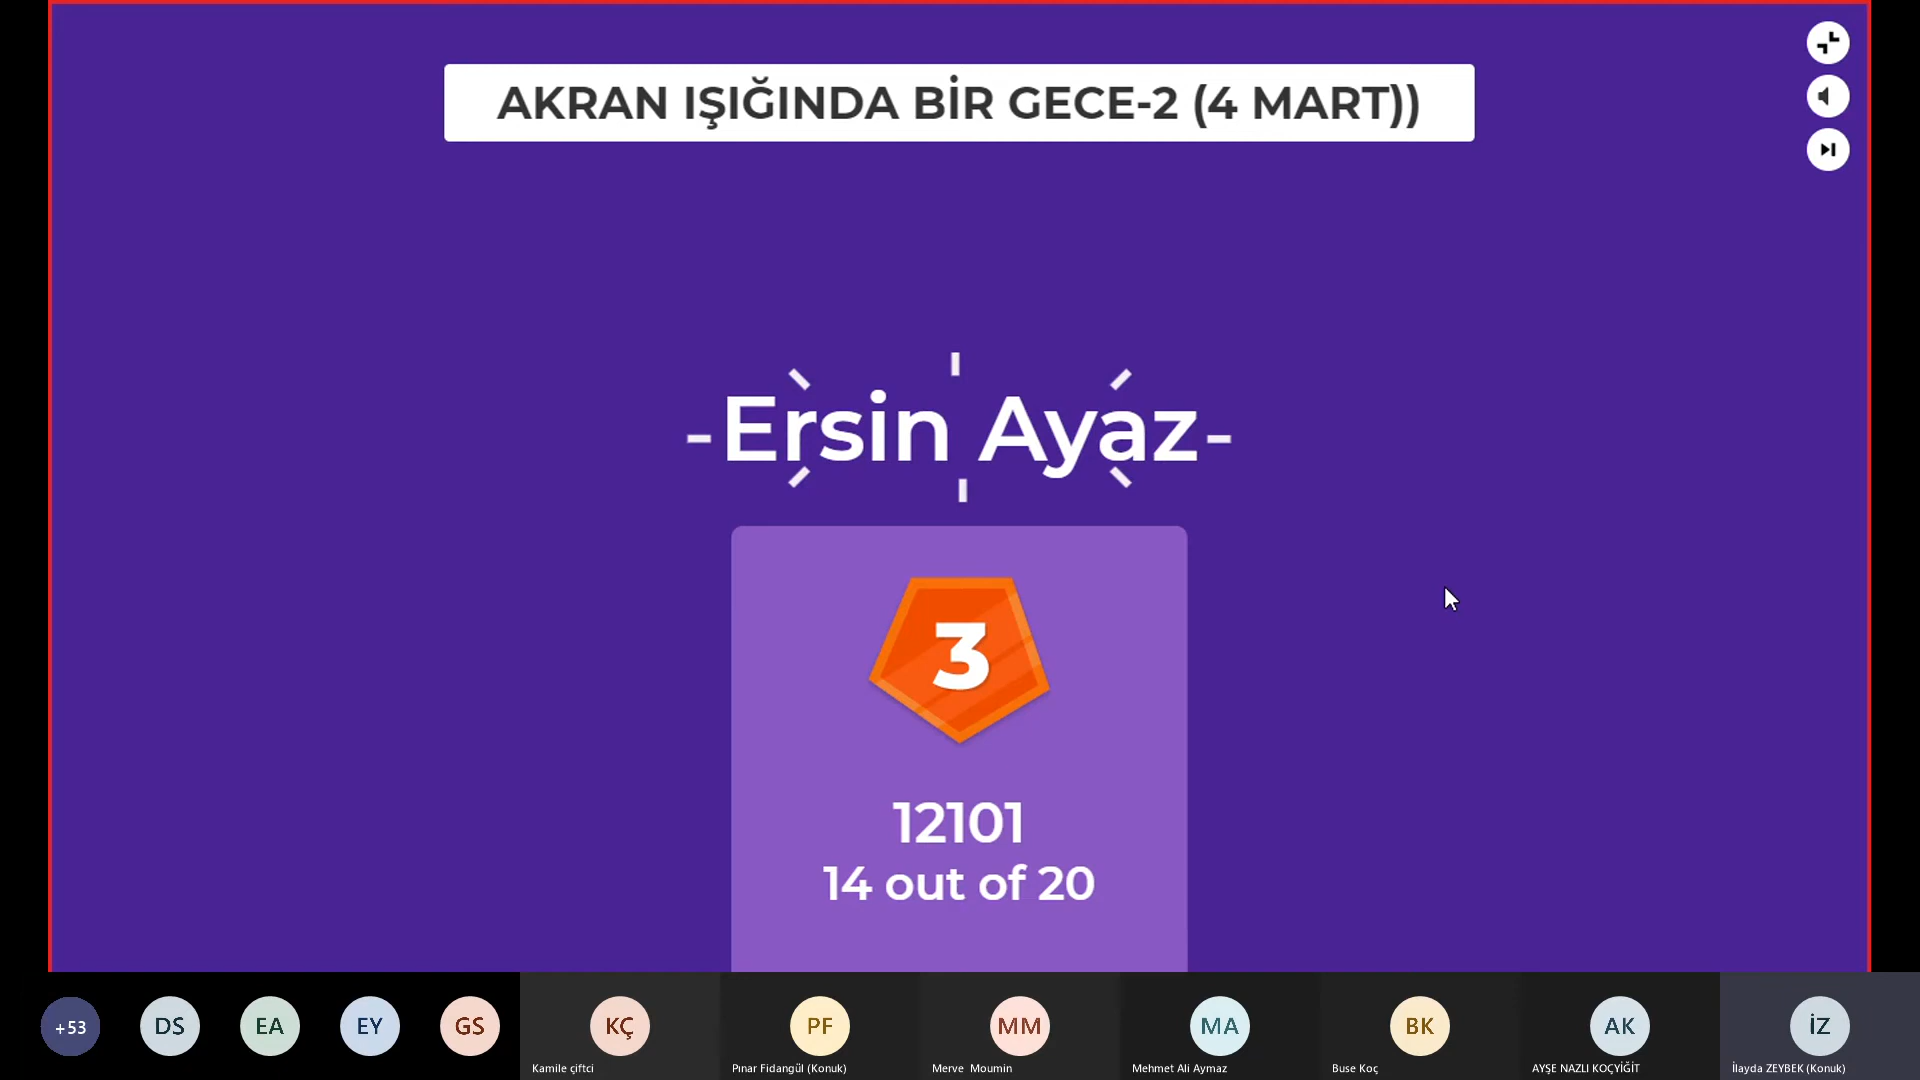 AKRAN IŞIĞINDA BİR GECE-2 (4 MART))
Ersin Ayaz
3
12101
14 out of 20
+53
DS
EA
EY
GS
KÇ
PF
MM
MA
BK
AK
İZ
Kamile çiftci
Pınar Fidangül (Konuk)
Merve Moumin
Mehmet Ali Aymaz
Buse Koç
AYŞE NAZLI KOÇYİĞİT
İlayda ZEYBEK (Konuk)